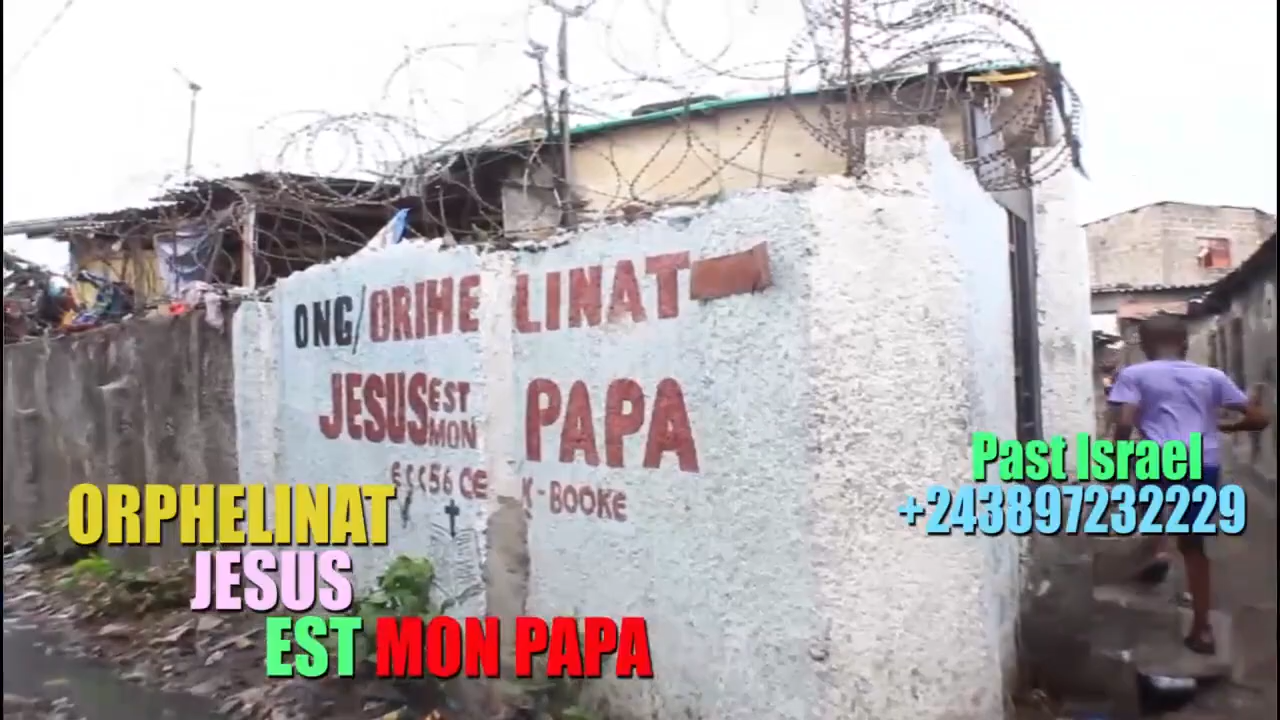 ONG/ORIHELINAT
JESUS EST MON PAPA
K-BOOKE
ORPHELINAT
JESUS
EST MON PAPA
Past Israel
+243897232229